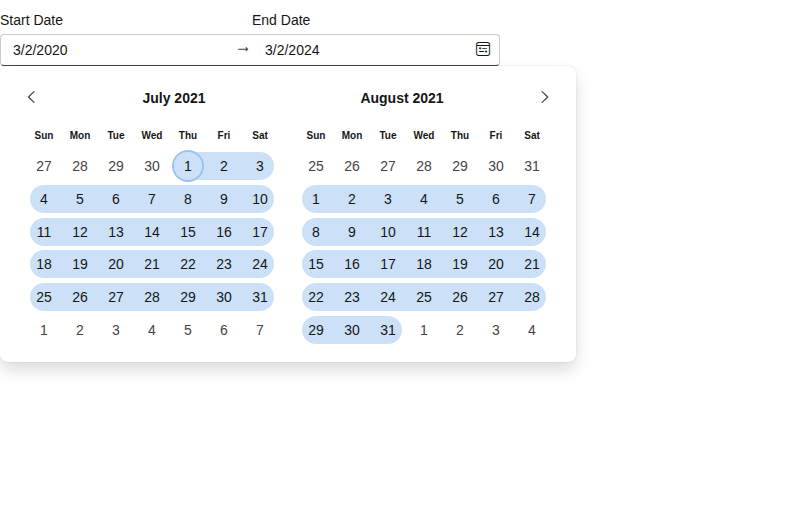 Start Date End Date
3/2/2020 → 3/2/2024
July 2021 August 2021
Sun Mon Tue Wed Thu Fri Sat Sun Mon Tue Wed Thu Fri Sat
27 28 29 30 1 2 3 25 26 27 28 29 30 31
4 5 6 7 8 9 10 1 2 3 4 5 6 7
11 12 13 14 15 16 17 8 9 10 11 12 13 14
18 19 20 21 22 23 24 15 16 17 18 19 20 21
25 26 27 28 29 30 31 22 23 24 25 26 27 28
1 2 3 4 5 6 7 29 30 31 1 2 3 4